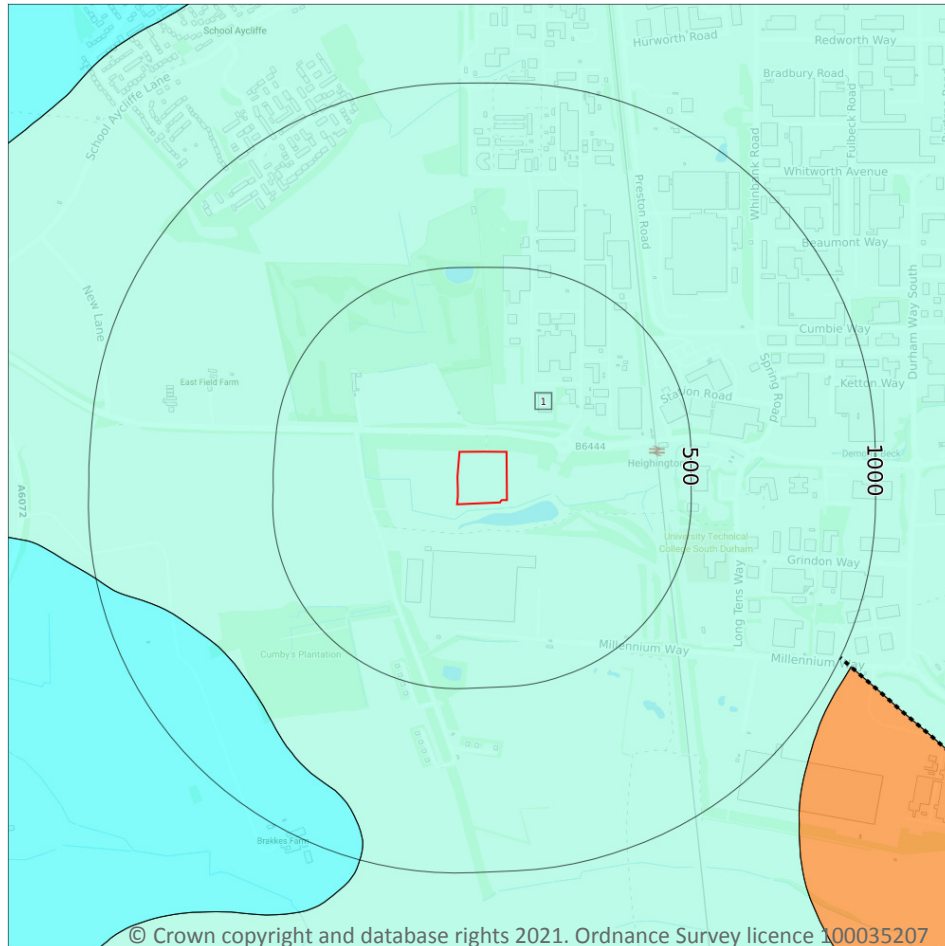 School Aycliffe
Hurworth Road
Redworth Way
Bradbury Road
School Aycliffe Lane
Fulbeck Road
Whinbank Road
Whitworth Avenue
Preston Road
Beaumont Way
New Lane
Durham Way South
Cumbie Way
Spring Road
East Field Farm
Ketton Way
Station Road
1
B6444
Heighington
500
1000
A6072
University Technical
College South Durham
Grindon Way
Long Tens Way
Cumby's Plantation
Millennium Way
Millennium Way
Brakkes Farm
© Crown copyright and database rights 2021. Ordnance Survey licence 100035207